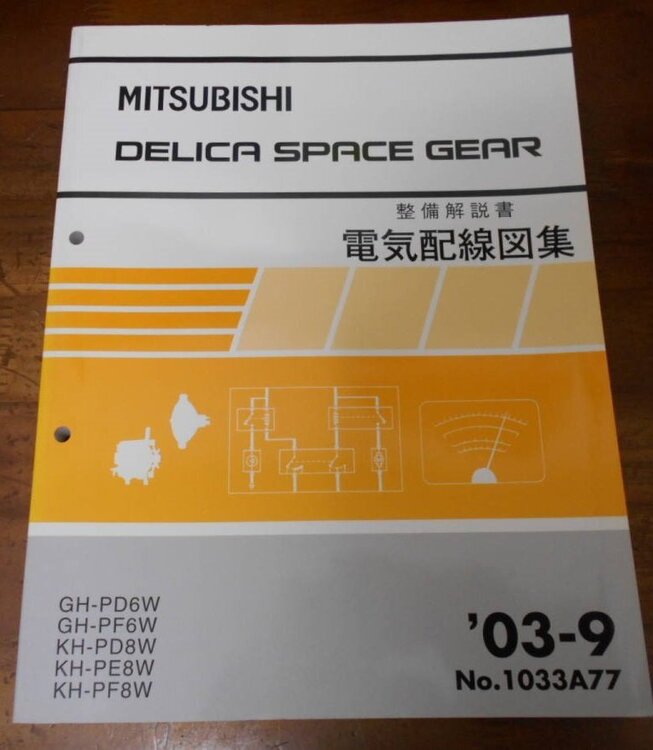 MITSUBISHI
DELICA SPACE GEAR
整備解説書
電気配線図集
GH-PD6W
GH-PF6W
KH-PD8W
KH-PE8W
KH-PF8W
'03-9
No.1033A77